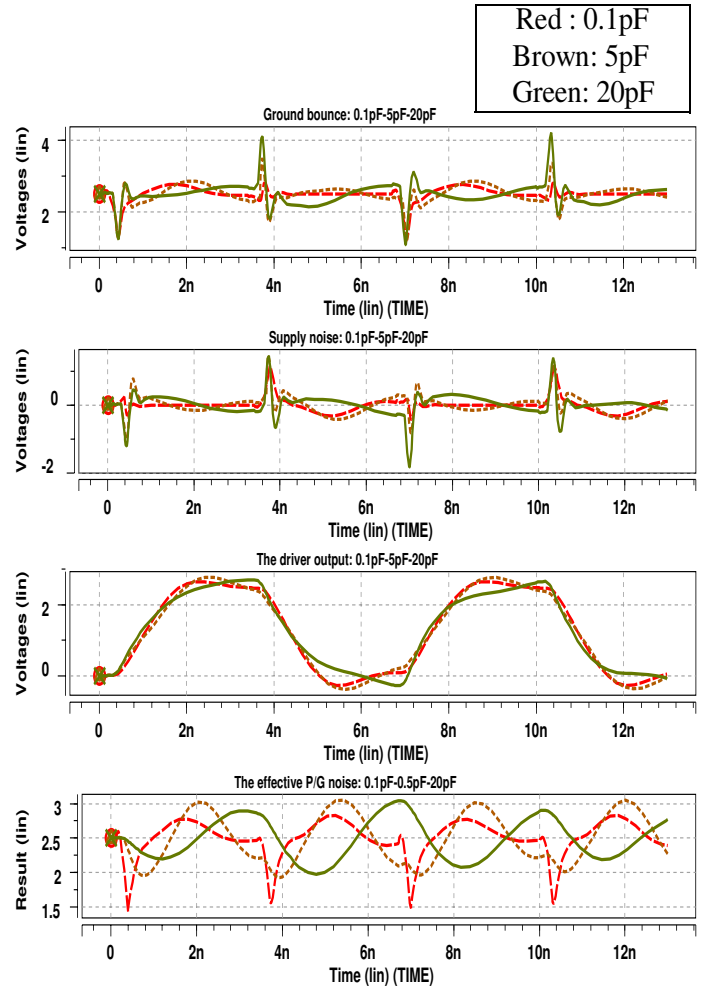 Red : 0.1pF
Brown: 5pF
Green: 20pF
Ground bounce: 0.1pF-5pF-20pF
Voltages (lin)
4
2
0 2n 4n 6n 8n 10n 12n
Time (lin) (TIME)
Supply noise: 0.1pF-5pF-20pF
Voltages (lin)
0
-2
0 2n 4n 6n 8n 10n 12n
Time (lin) (TIME)
The driver output: 0.1pF-5pF-20pF
Voltages (lin)
2
0
0 2n 4n 6n 8n 10n 12n
Time (lin) (TIME)
The effective P/G noise: 0.1pF-0.5pF-20pF
Result (lin)
3
2.5
2
1.5
0 2n 4n 6n 8n 10n 12n
Time (lin) (TIME)